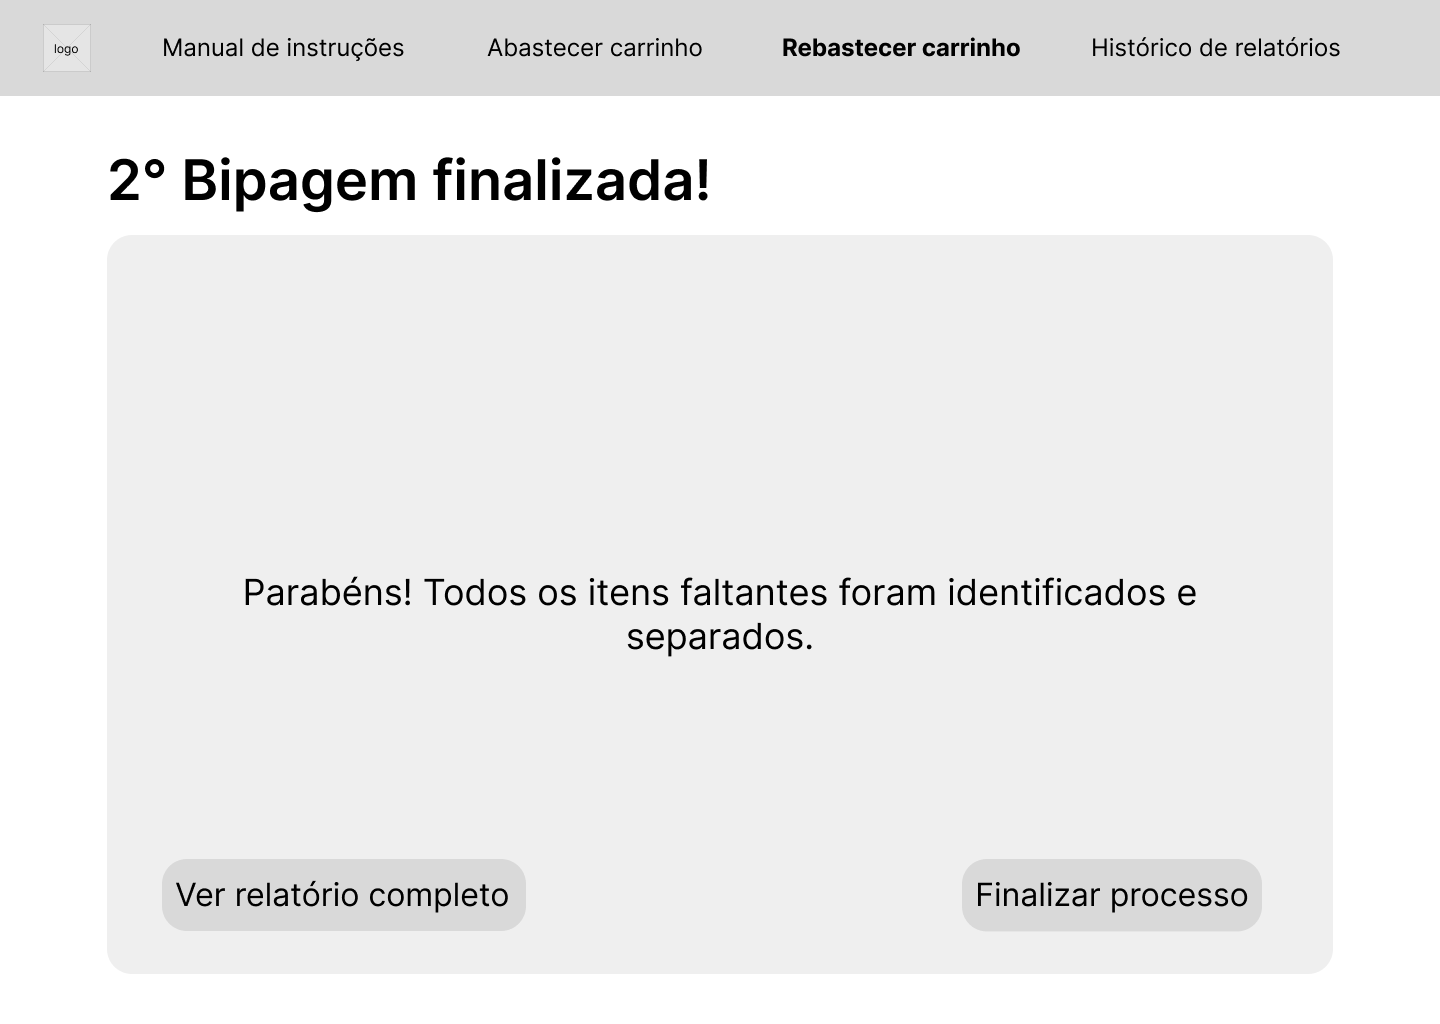 logo
Manual de instruções
Abastecer carrinho
Rebastecer carrinho
Histórico de relatórios
2° Bipagem finalizada!
Parabéns! Todos os itens faltantes foram identificados e
separados.
Ver relatório completo
Finalizar processo